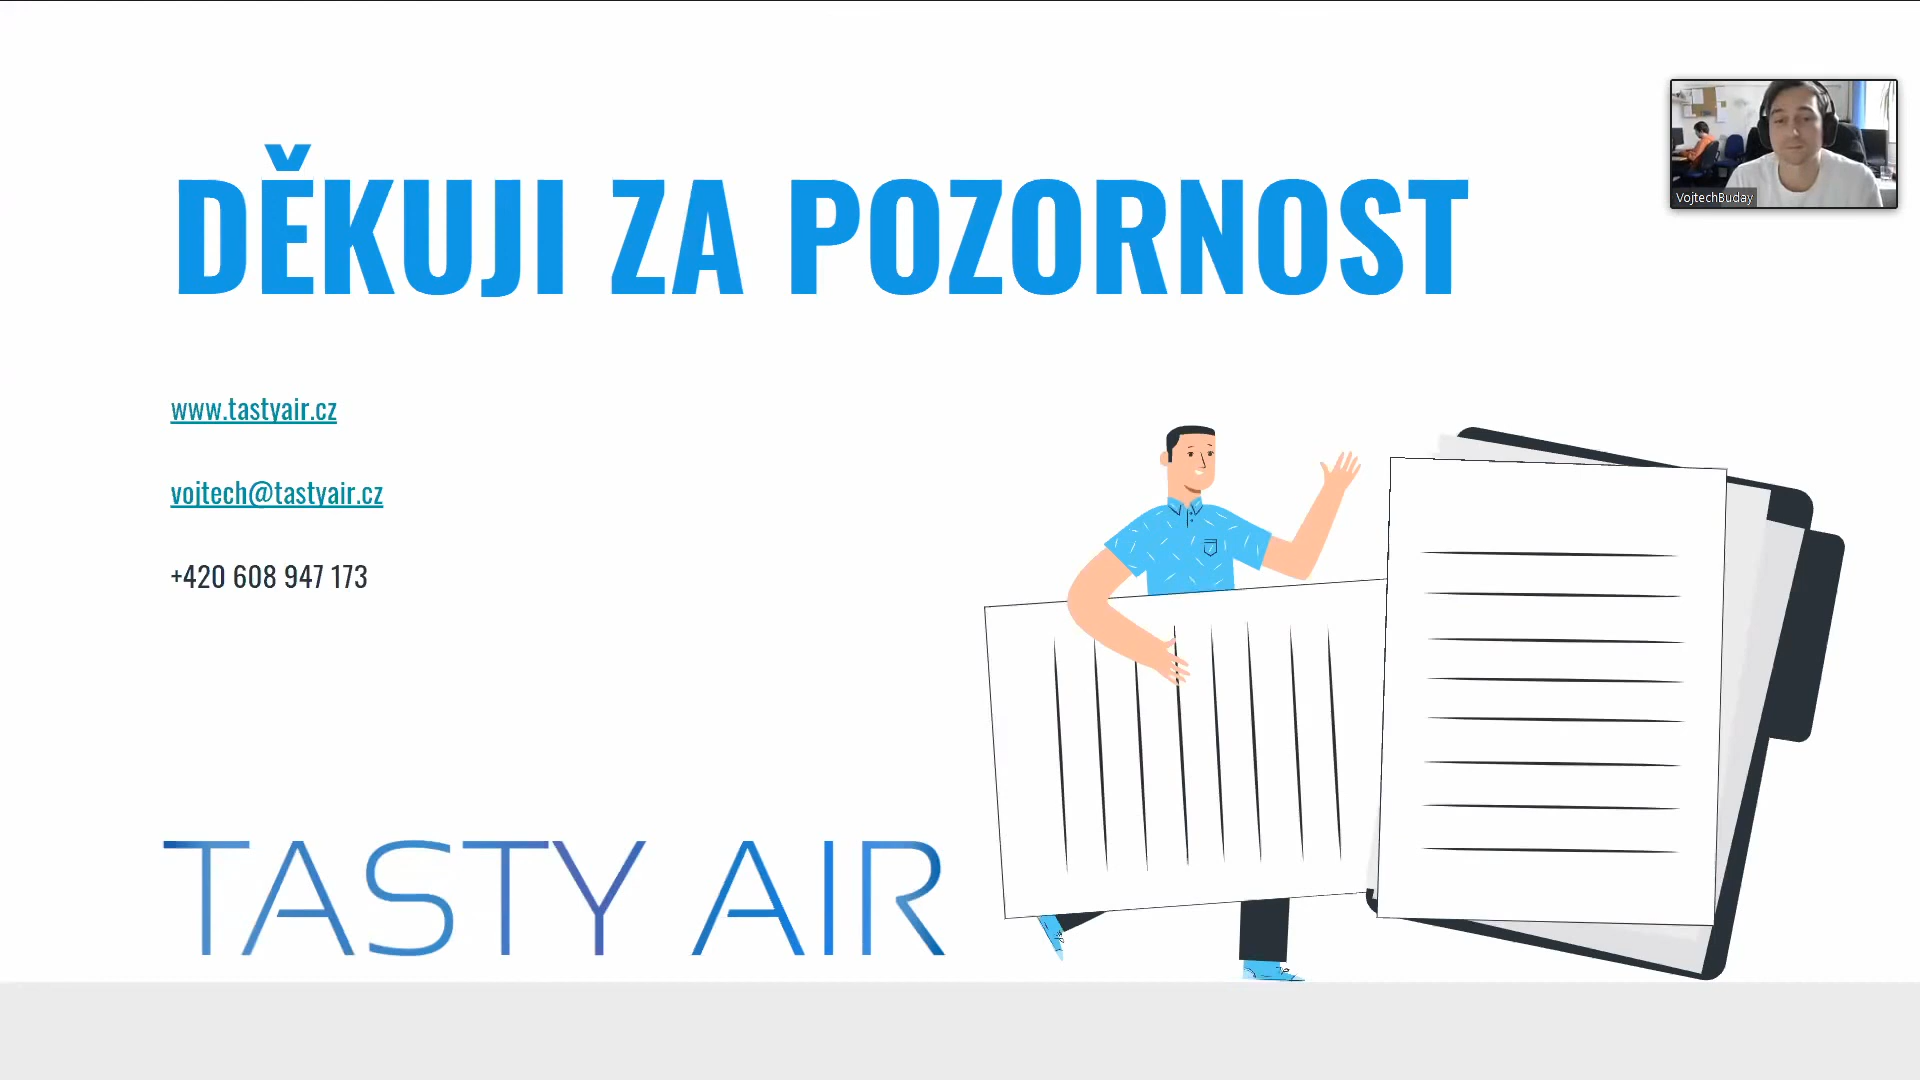 DĚKUJI ZA POZORNOST
VojtechBuday
www.tastyair.cz
vojtech@tastyair.cz
+420 608 947 173
TASTY AIR